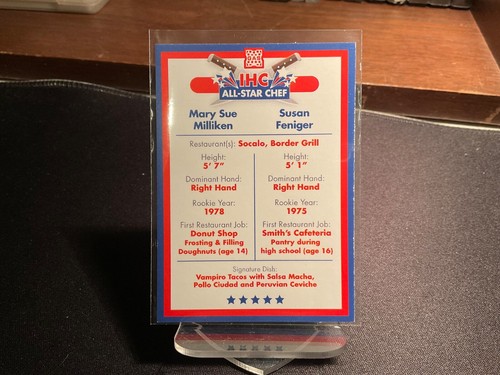 IHC
ALL-STAR CHEF
Mary Sue Milliken
Susan Feniger
Restaurant(s): Socalo, Border Grill
Height: Height:
5' 7" 5' 1"
Dominant Hand: Dominant Hand:
Right Hand Right Hand
Rookie Year: Rookie Year:
1978 1975
First Restaurant Job: First Restaurant Job:
Donut Shop Smith's Cafeteria
Frosting & Filling Pantry during
Doughnuts (age 14) high school (age 16)
Signature Dish:
Vampiro Tacos with Salsa Macha,
Pollo Ciudad and Peruvian Ceviche